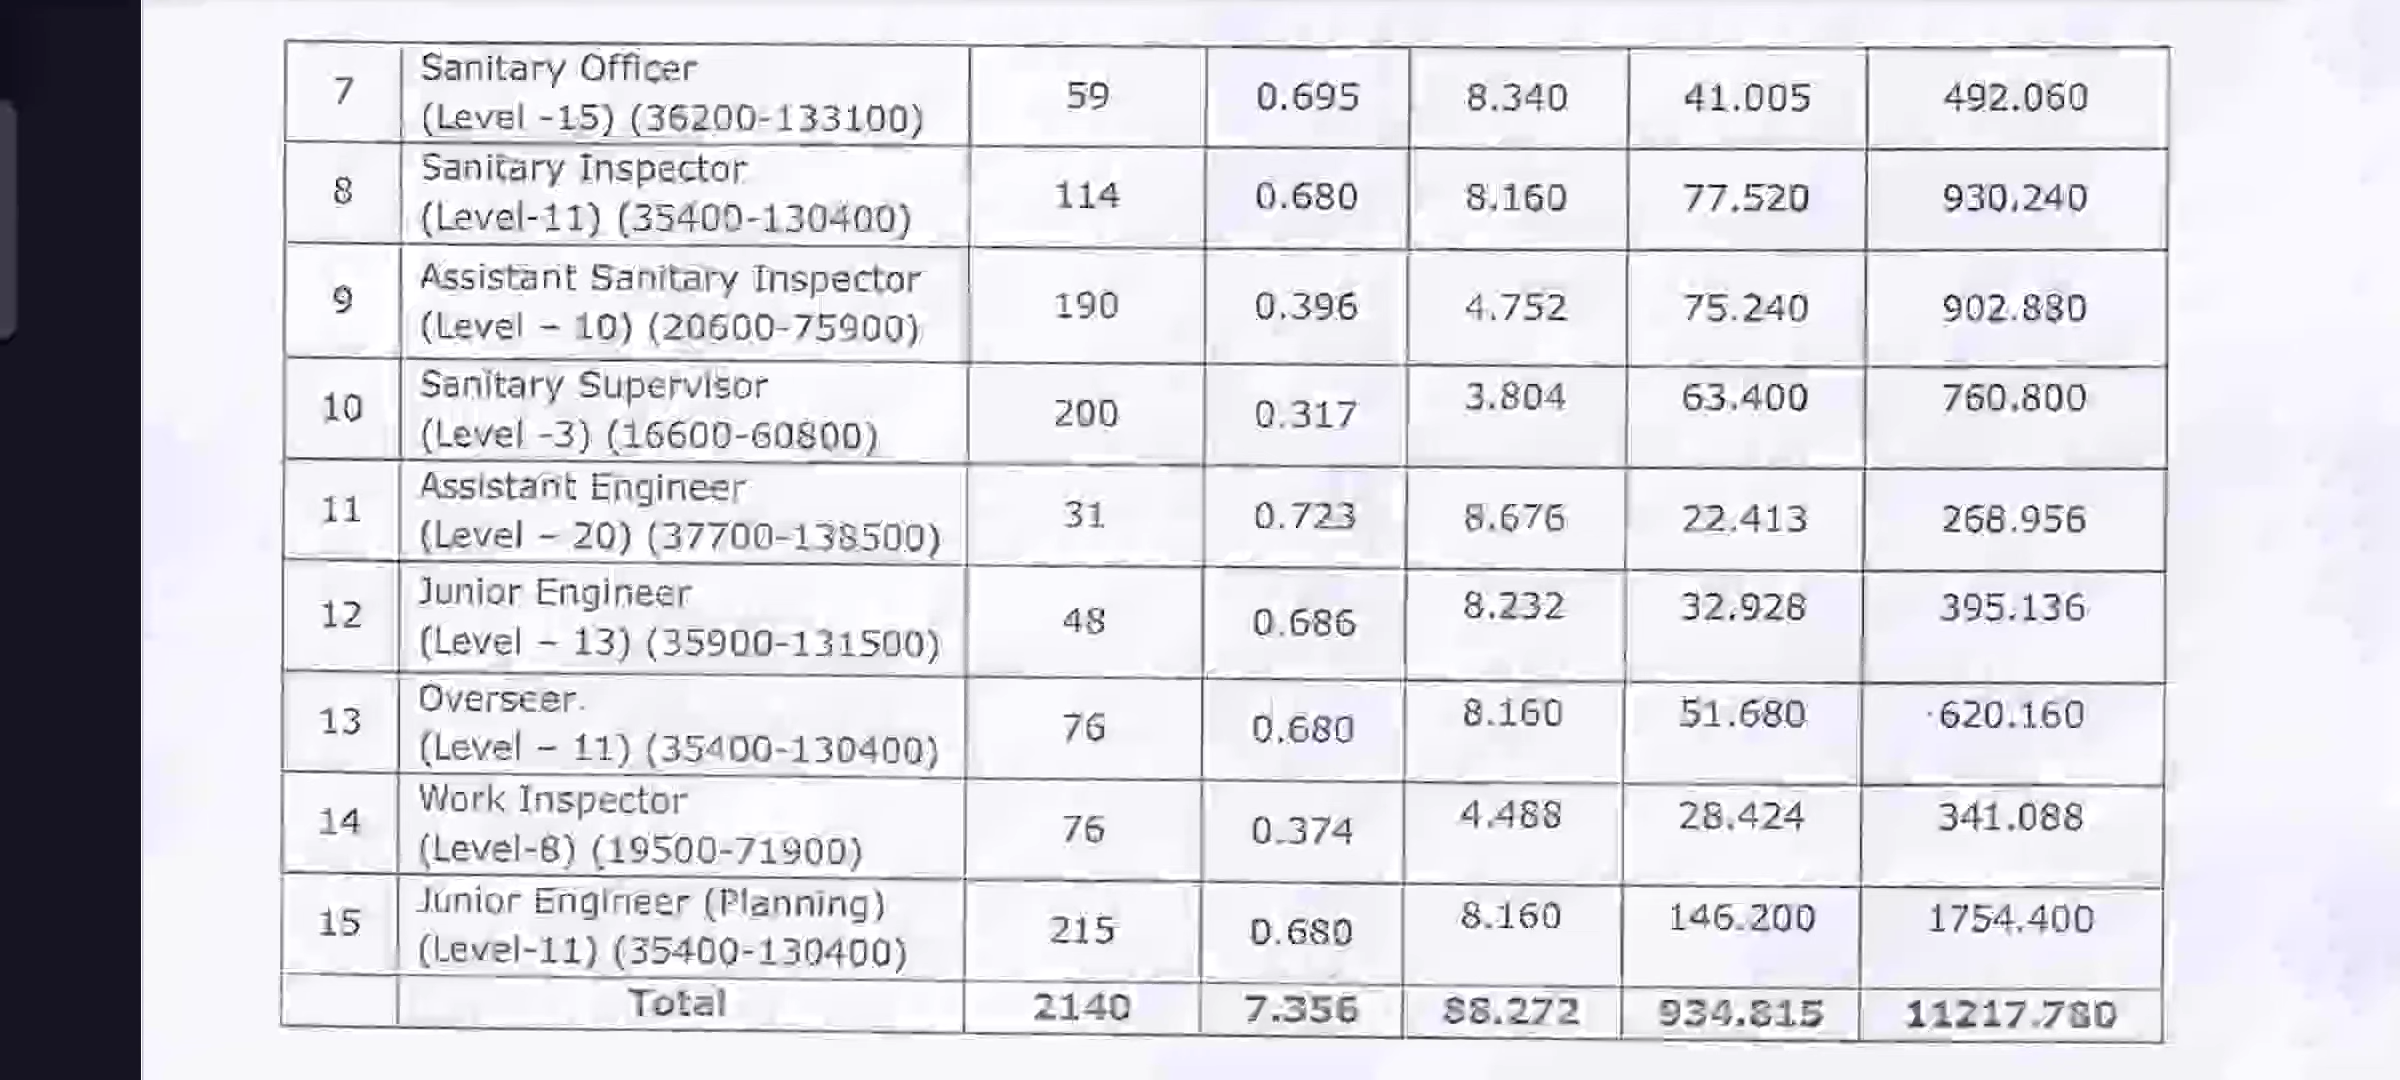 7 Sanitary Officer (Level -15) (36200-133100) 59 0.695 8.340 41.005 492.060
8 Sanitary Inspector (Level-11) (35400-130400) 114 0.680 8.160 77.520 930.240
9 Assistant Sanitary Inspector (Level – 10) (20600-75900) 190 0.396 4.752 75.240 902.880
10 Sanitary Supervisor (Level -3) (16600-60800) 200 0.317 3.804 63.400 760.800
11 Assistant Engineer (Level – 20) (37700-138500) 31 0.723 8.676 22.413 268.956
12 Junior Engineer (Level – 13) (35900-131500) 48 0.686 8.232 32.928 395.136
13 Overseer. (Level – 11) (35400-130400) 76 0.680 8.160 51.680 620.160
14 Work Inspector (Level-8) (19500-71900) 76 0.374 4.488 28.424 341.088
15 Junior Engineer (Planning) (Level-11) (35400-130400) 215 0.680 8.160 146.200 1754.400
Total 2140 7.356 88.272 934.815 11217.780